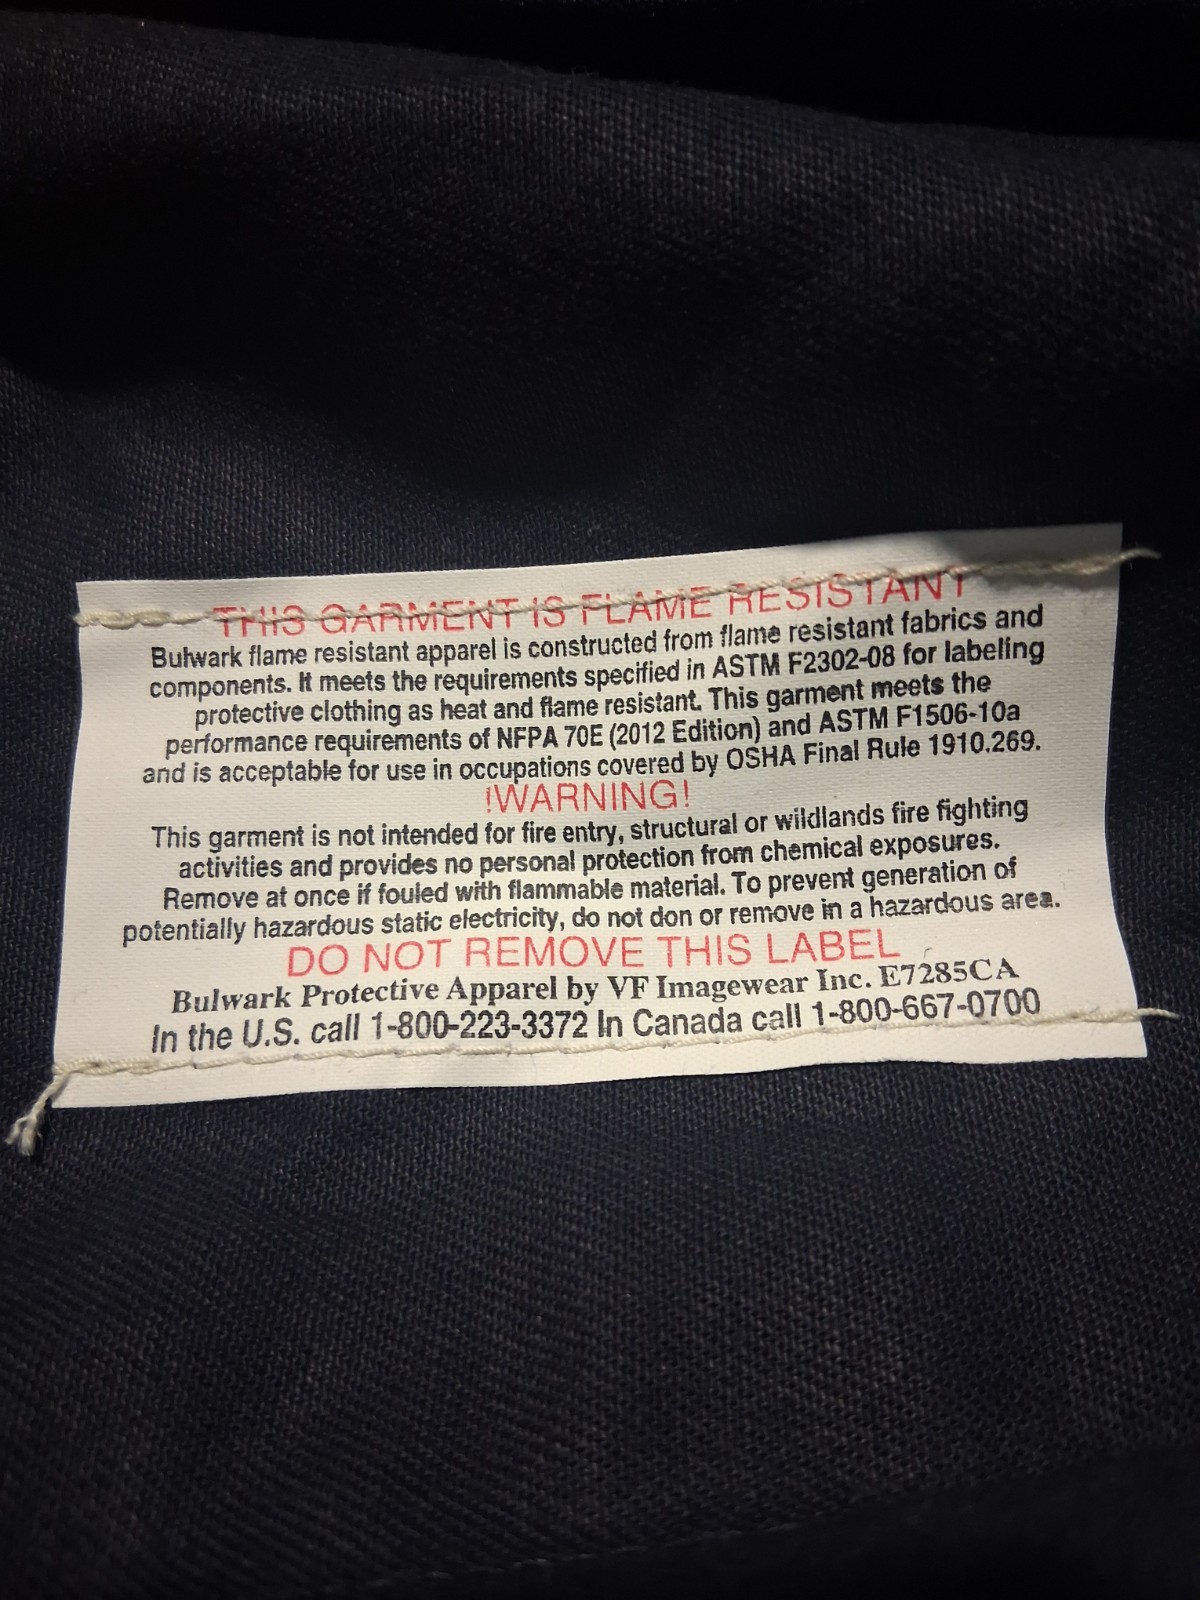 THIS GARMENT IS FLAME RESISTANT
Bulwark flame resistant apparel is constructed from flame resistant fabrics and
components. It meets the requirements specified in ASTM F2302-08 for labeling
protective clothing as heat and flame resistant. This garment meets the
performance requirements of NFPA 70E (2012 Edition) and ASTM F1506-10a
and is acceptable for use in occupations covered by OSHA Final Rule 1910.269.
!WARNING!
This garment is not intended for fire entry, structural or wildlands fire fighting
activities and provides no personal protection from chemical exposures.
Remove at once if fouled with flammable material. To prevent generation of
potentially hazardous static electricity, do not don or remove in a hazardous area.
DO NOT REMOVE THIS LABEL
Bulwark Protective Apparel by VF Imagewear Inc. E7285CA
In the U.S. call 1-800-223-3372 In Canada call 1-800-667-0700